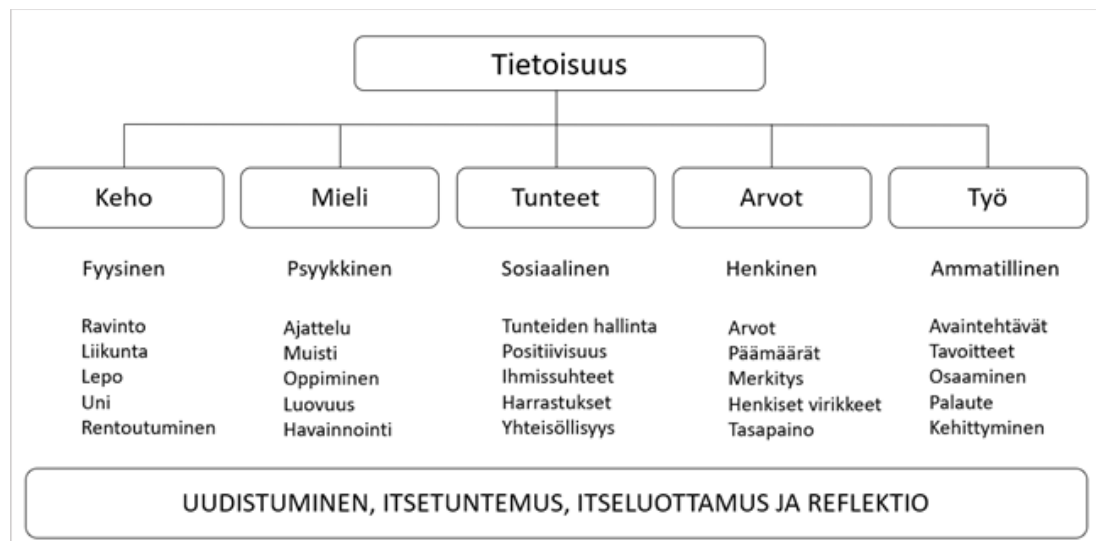 Tietoisuus
Keho
Mieli
Tunteet
Arvot
Työ
Fyysinen
Psyykkinen
Sosiaalinen
Henkinen
Ammatillinen
Ravinto
Liikunta
Lepo
Uni
Rentoutuminen
Ajattelu
Muisti
Oppiminen
Luovuus
Havainnointi
Tunteiden hallinta
Positiivisuus
Ihmissuhteet
Harrastukset
Yhteisöllisyys
Arvot
Päämäärät
Merkitys
Henkiset virikkeet
Tasapaino
Avaintehtävät
Tavoitteet
Osaaminen
Palaute
Kehittyminen
UUDISTUMINEN, ITSETUNTEMUS, ITSELUOTTAMUS JA REFLEKTIO